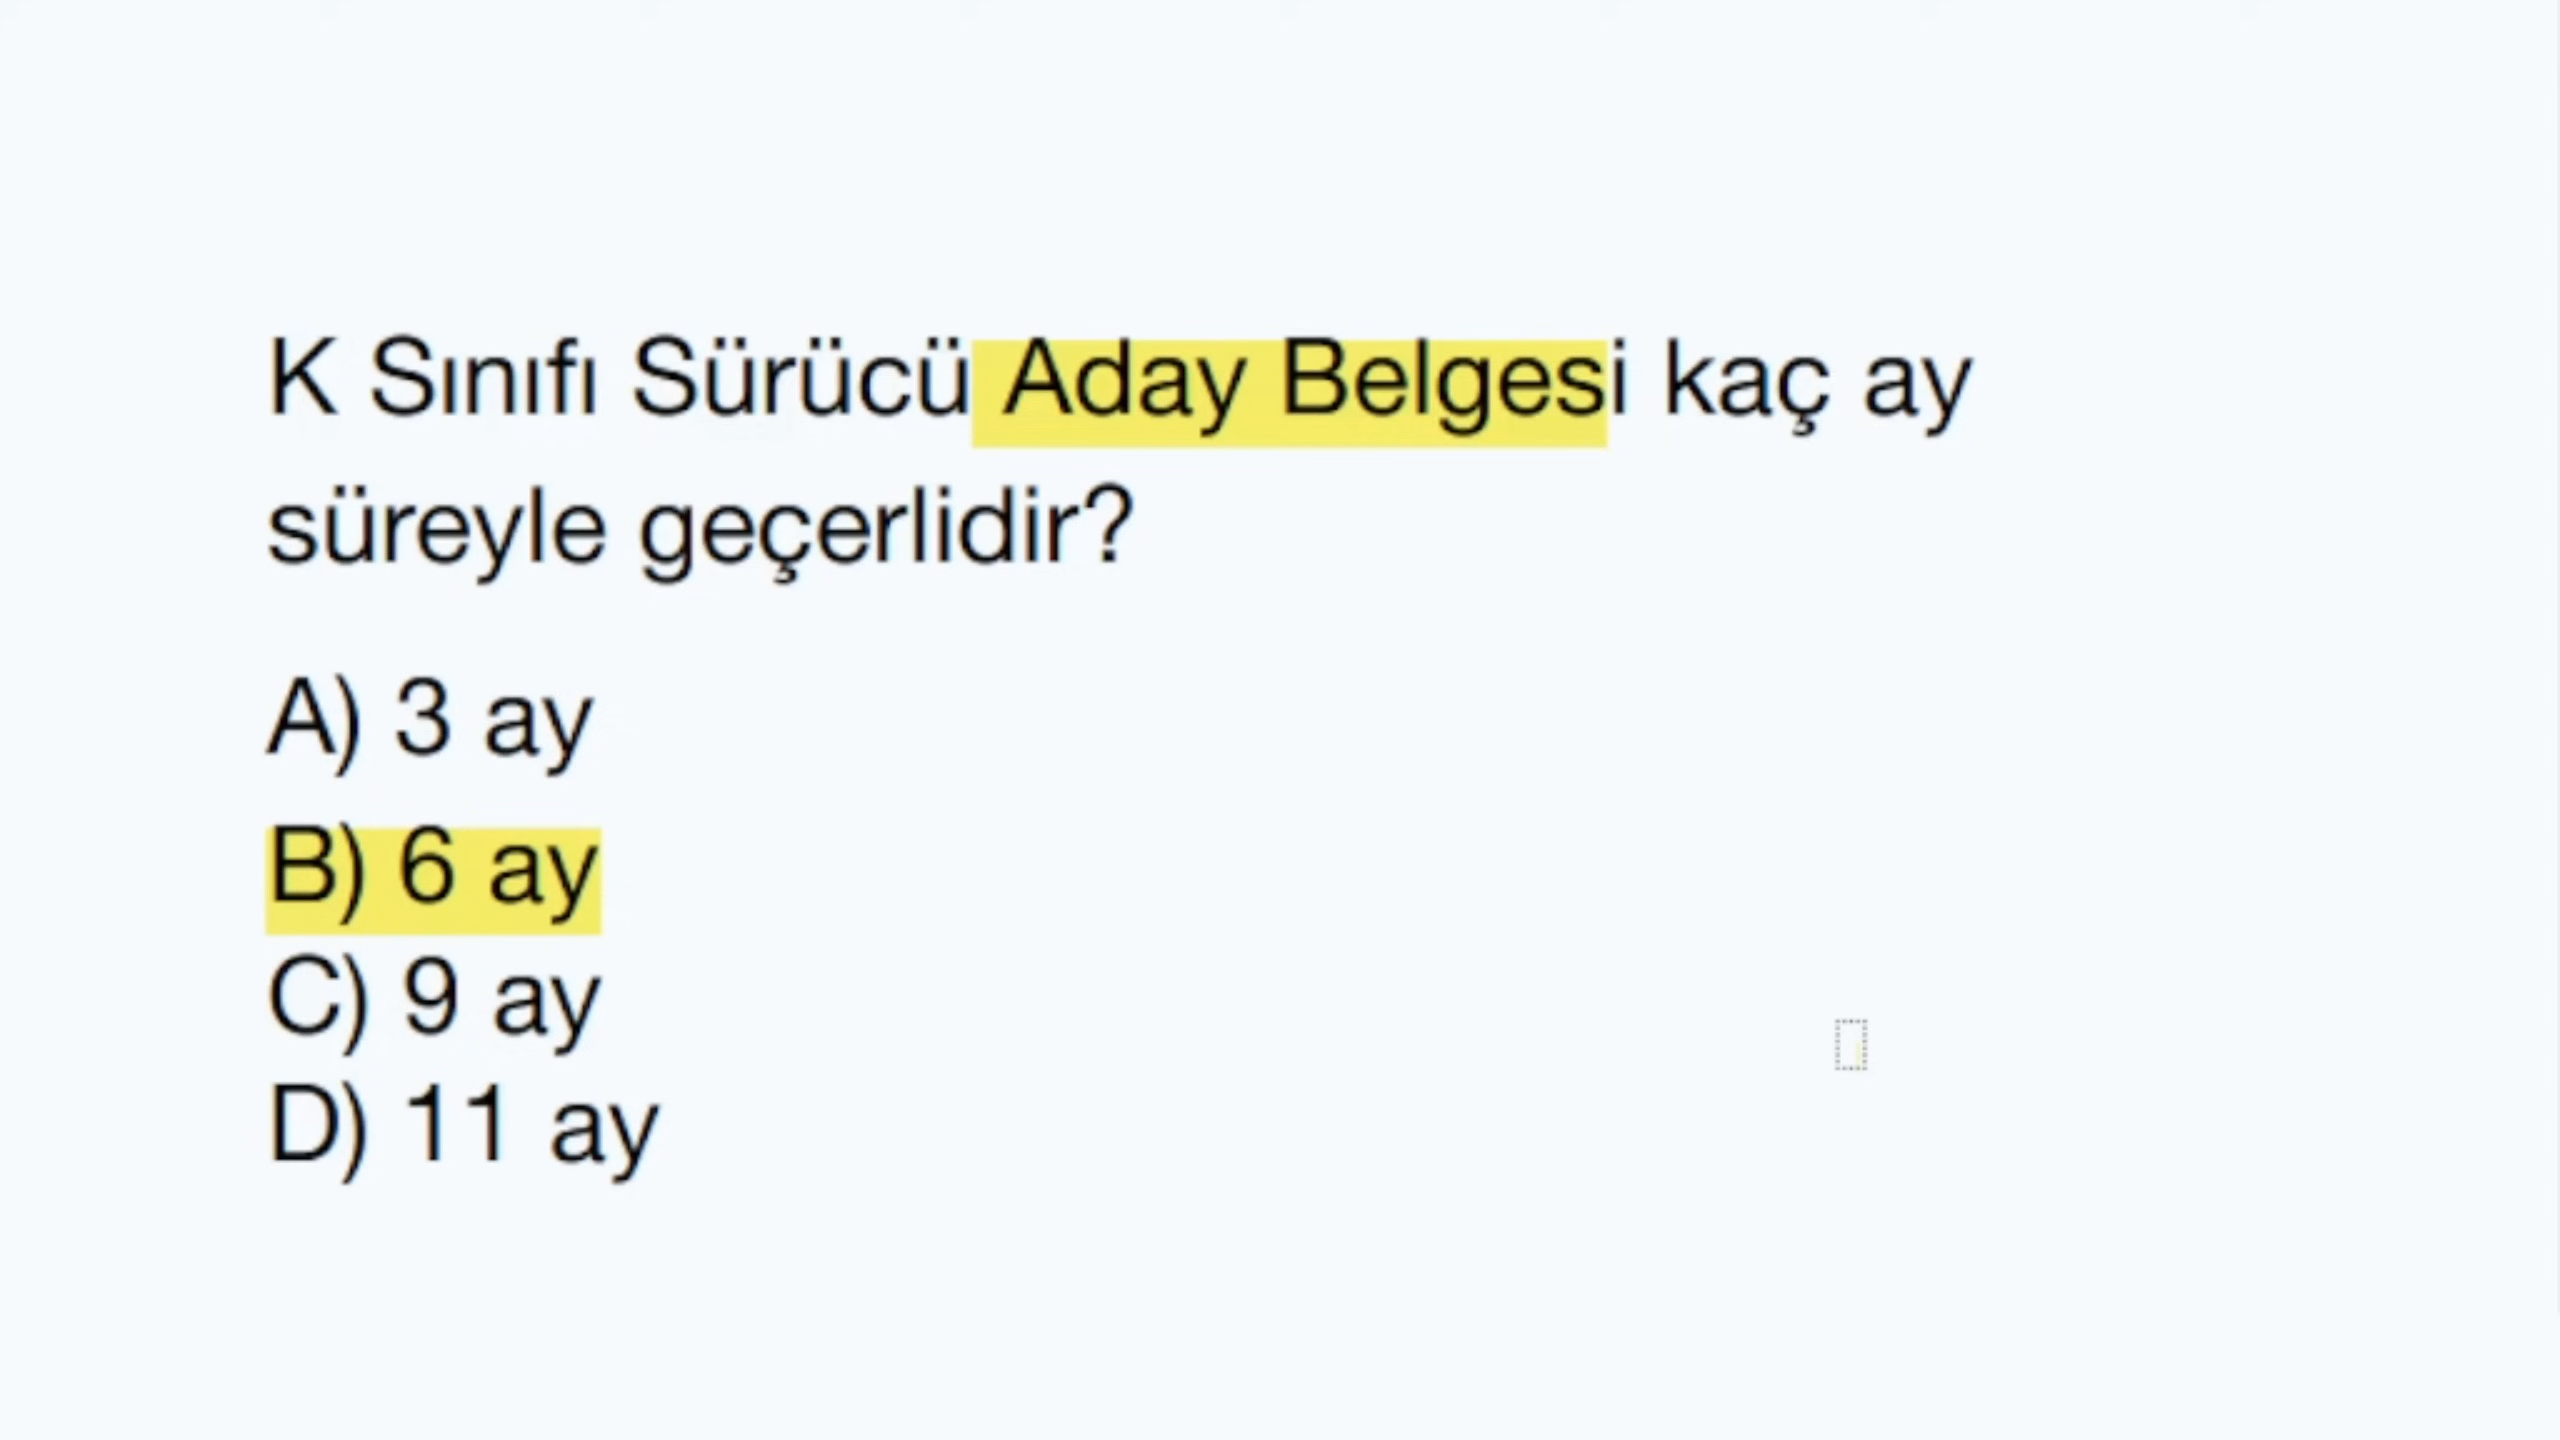 K Sınıfı Sürücü Aday Belgesi kaç ay
süreyle geçerlidir?
A) 3 ay
B) 6 ay
C) 9 ay
D) 11 ay